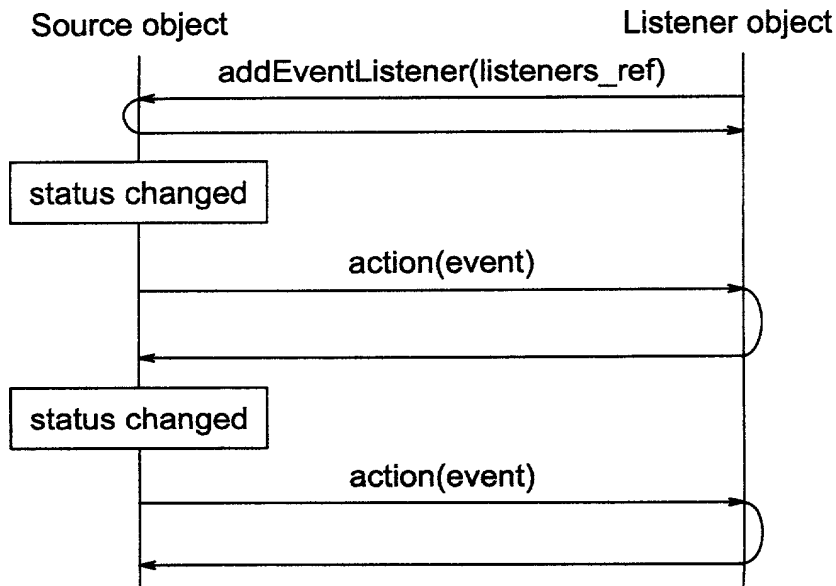 Source object
Listener object
addEventListener(listeners_ref)
status changed
action(event)
status changed
action(event)